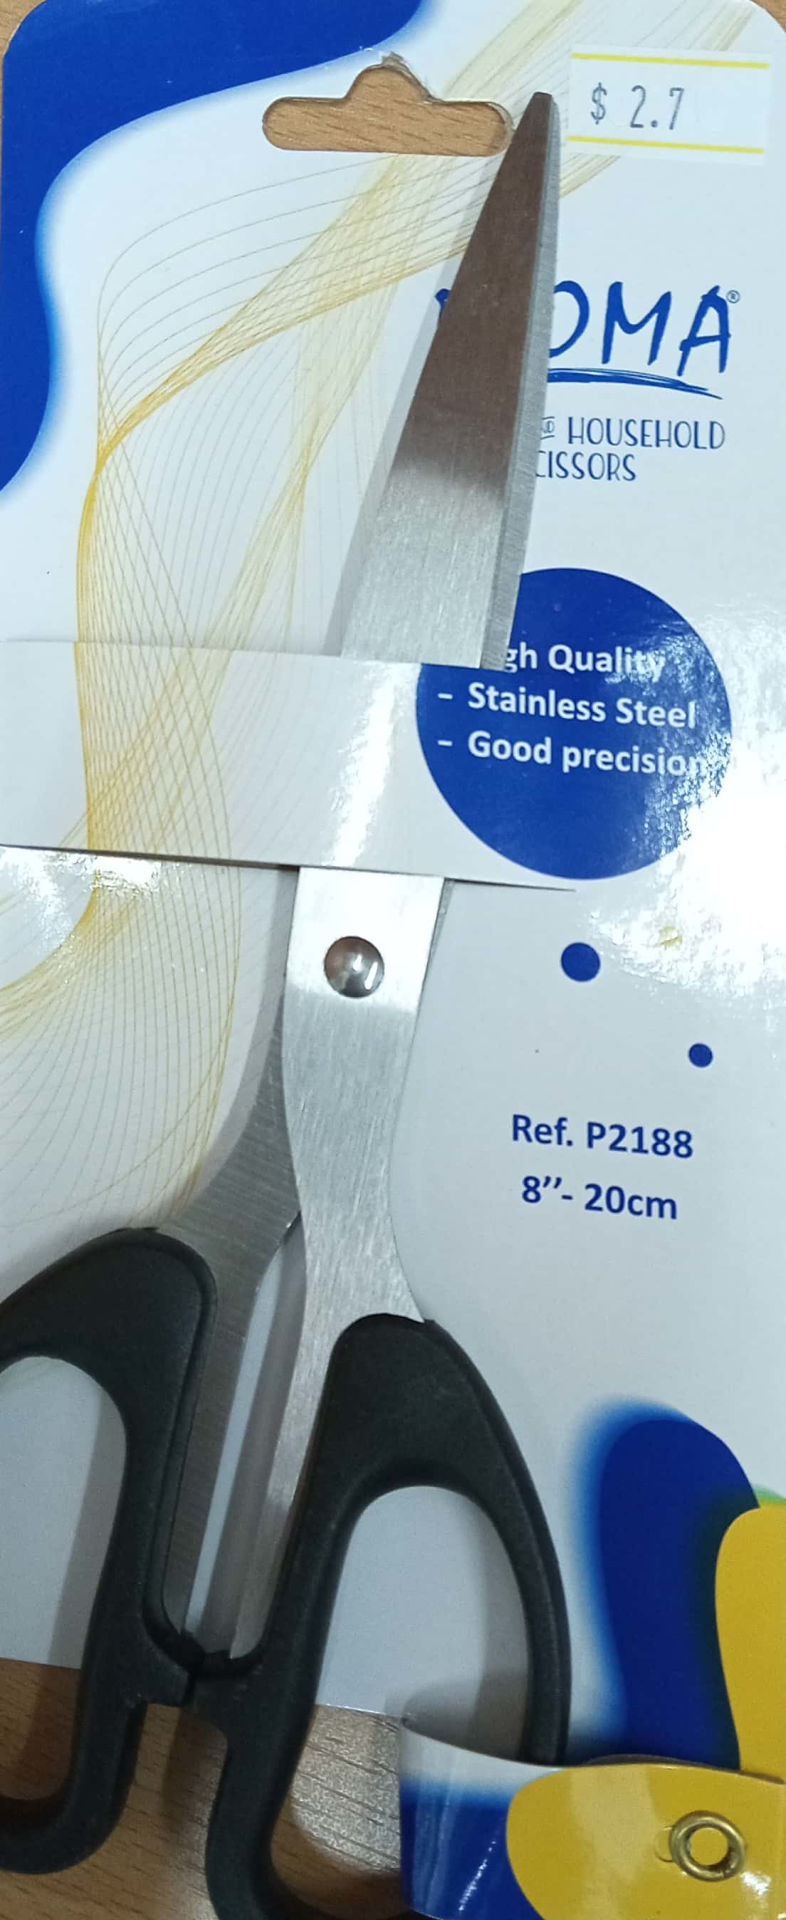 $ 2.7
OMA®
HOUSEHOLD
CISSORS
gh Quality
- Stainless Steel
- Good precision
Ref. P2188
8’’- 20cm